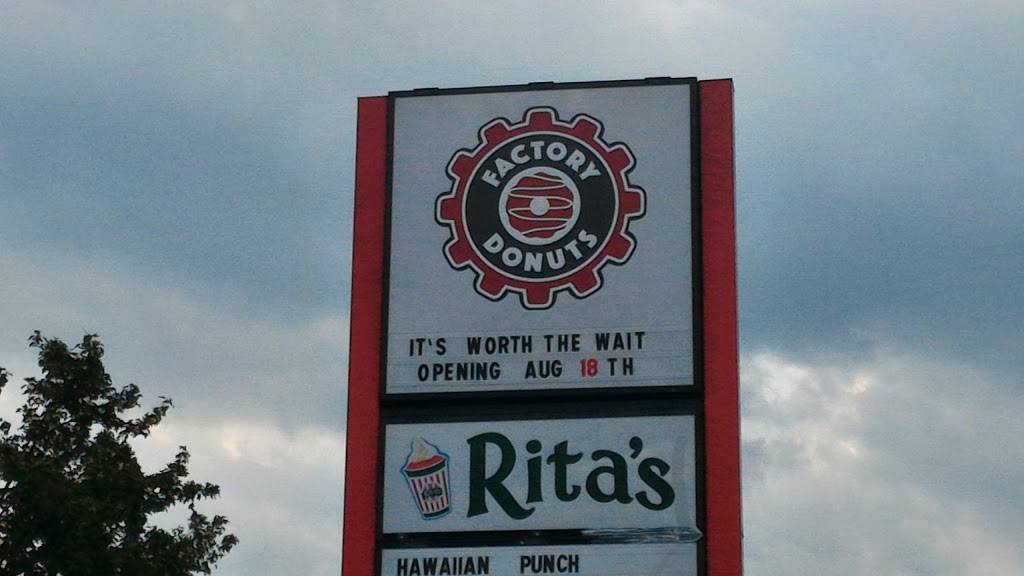 FACTORY
DONUTS
IT'S WORTH THE WAIT
OPENING AUG 18 TH
Rita's
HAWAIIAN PUNCH